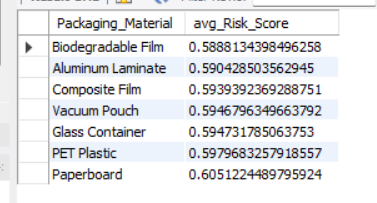 Packaging_Material avg_Risk_Score
Biodegradable Film 0.5888134398496258
Aluminum Laminate 0.590428503562945
Composite Film 0.5939392369288751
Vacuum Pouch 0.5946796349663792
Glass Container 0.594731785063753
PET Plastic 0.5979683257918557
Paperboard 0.6051224489795924